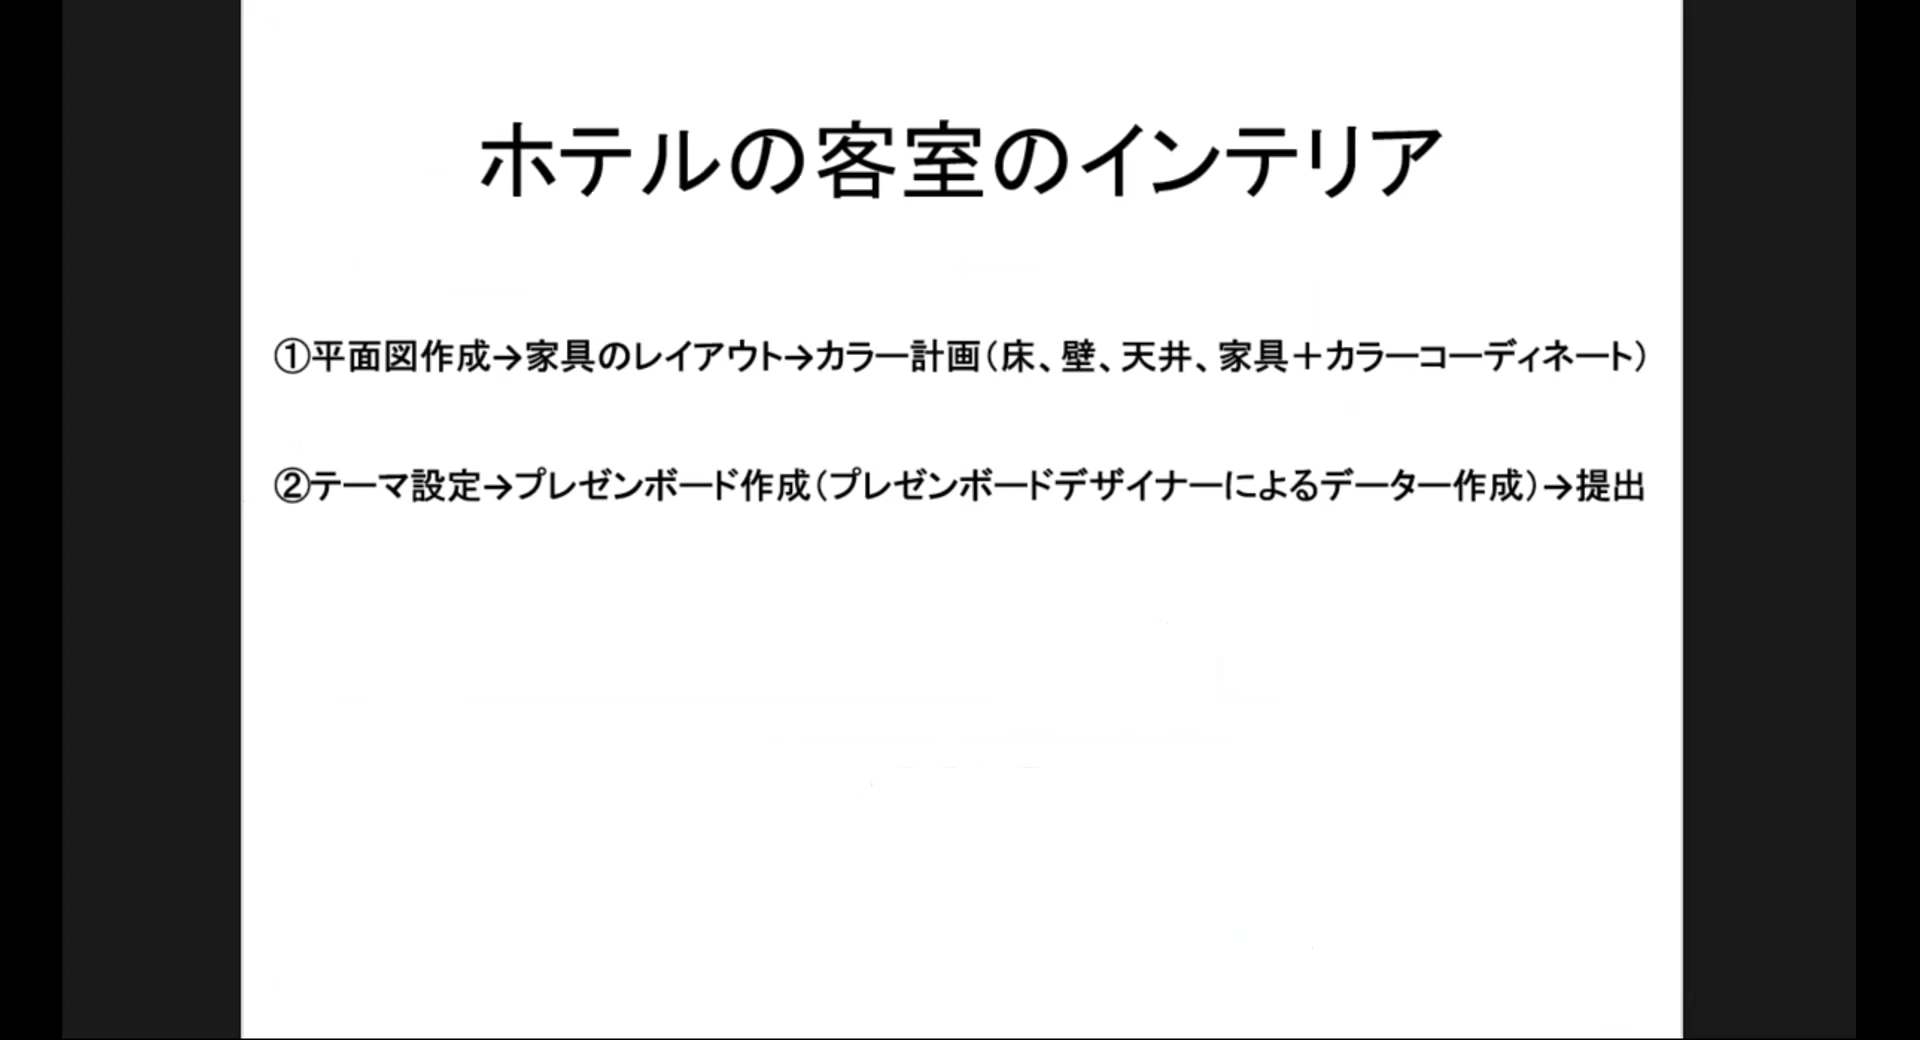 ホテルの客室のインテリア
①平面図作成→家具のレイアウト→カラー計画(床、壁、天井、家具＋カラーコーディネート)
②テーマ設定→プレゼンボード作成(プレゼンボードデザイナーによるデーター作成)→提出